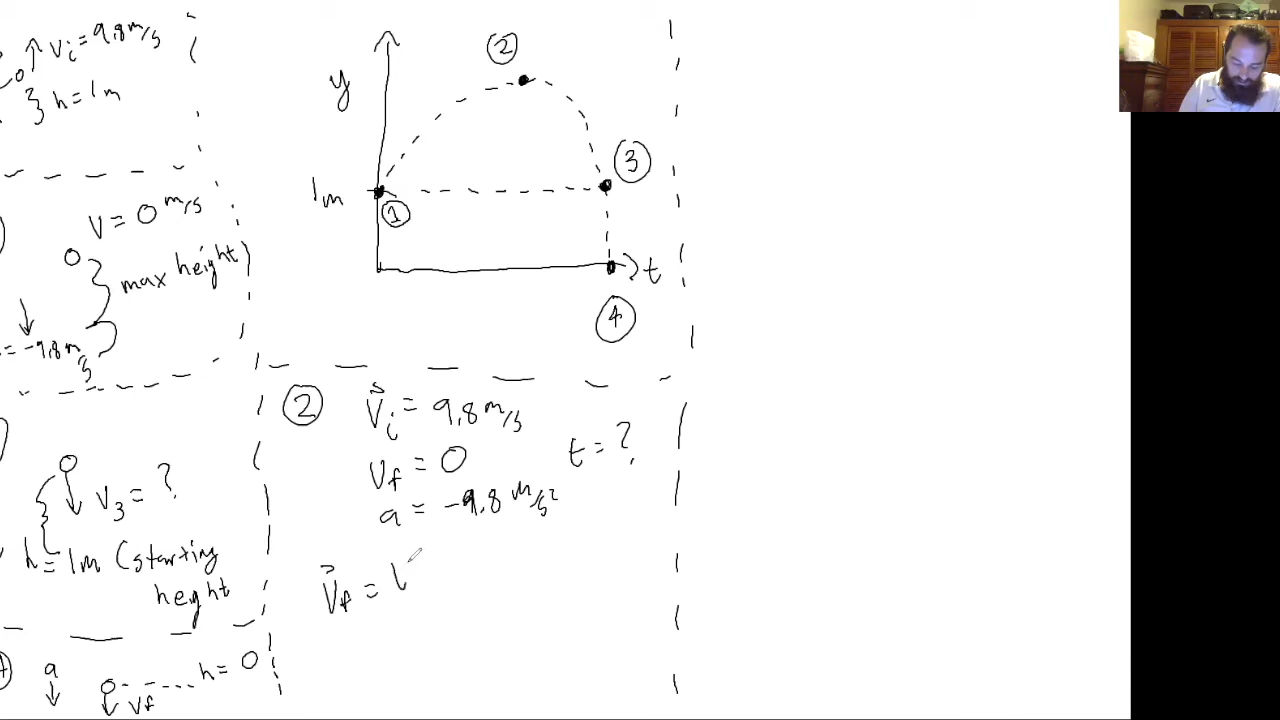 Vi = 9.8 m/s
h = 1m
V = 0 m/s
max height
= -9.8 m/s
V3 = ?
h = 1m (starting
height
a
Vf
h = 0
y
②
③
1m
①
t
④
② Vi = 9.8 m/s
Vf = 0
t = ?
a = -9.8 m/s²
Vf =